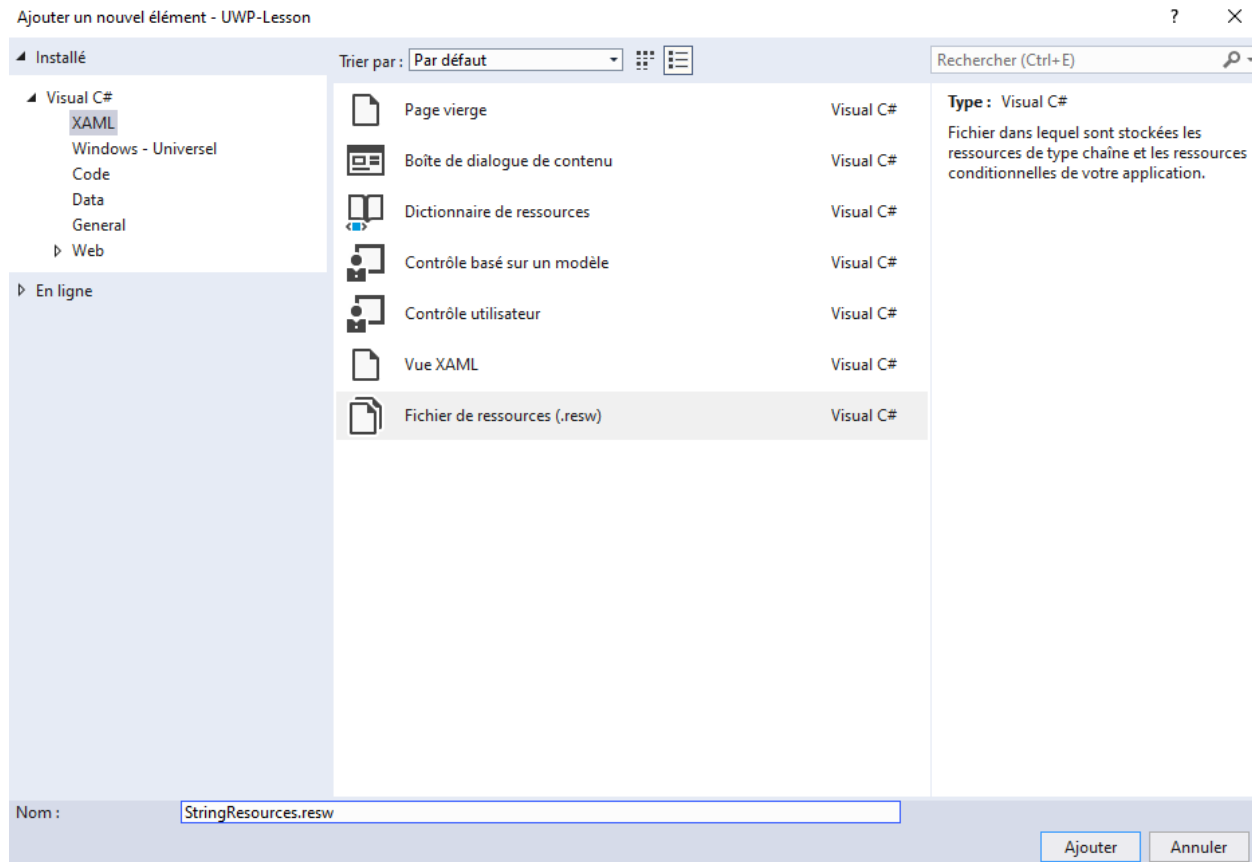 Ajouter un nouvel élément - UWP-Lesson
?
Installé
Visual C#
XAML
Windows - Universel
Code
Data
General
Web
En ligne
Trier par : Par défaut
Page vierge Visual C#
Boîte de dialogue de contenu Visual C#
Dictionnaire de ressources Visual C#
Contrôle basé sur un modèle Visual C#
Contrôle utilisateur Visual C#
Vue XAML Visual C#
Fichier de ressources (.resw) Visual C#
Rechercher (Ctrl+E)
Type : Visual C#
Fichier dans lequel sont stockées les
ressources de type chaîne et les ressources
conditionnelles de votre application.
Nom : StringResources.resw
Ajouter Annuler